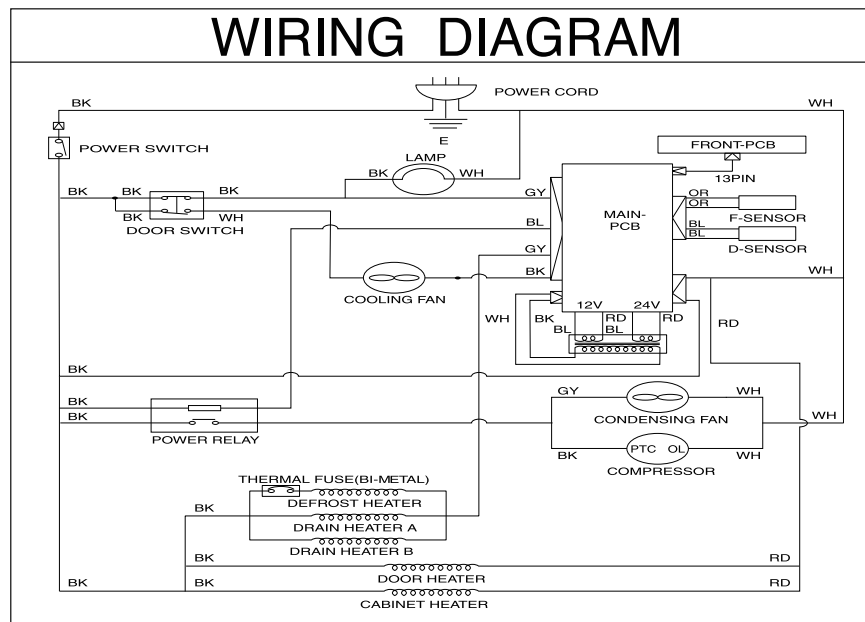 WIRING DIAGRAM
BK
POWER CORD
WH
E
POWER SWITCH
FRONT-PCB
LAMP
BK
WH
13PIN
BK
BK
BK
GY
OR
OR
F-SENSOR
BK
WH
DOOR SWITCH
BL
MAIN-
PCB
BL
BL
D-SENSOR
GY
BK
WH
COOLING FAN
12V
24V
WH
BK
RD
RD
RD
BL
BL
BK
BK
BK
GY
WH
CONDENSING FAN
WH
POWER RELAY
PTC
OL
BK
WH
COMPRESSOR
THERMAL FUSE(BI-METAL)
DEFROST HEATER
BK
DRAIN HEATER A
DRAIN HEATER B
BK
RD
DOOR HEATER
BK
BK
RD
CABINET HEATER